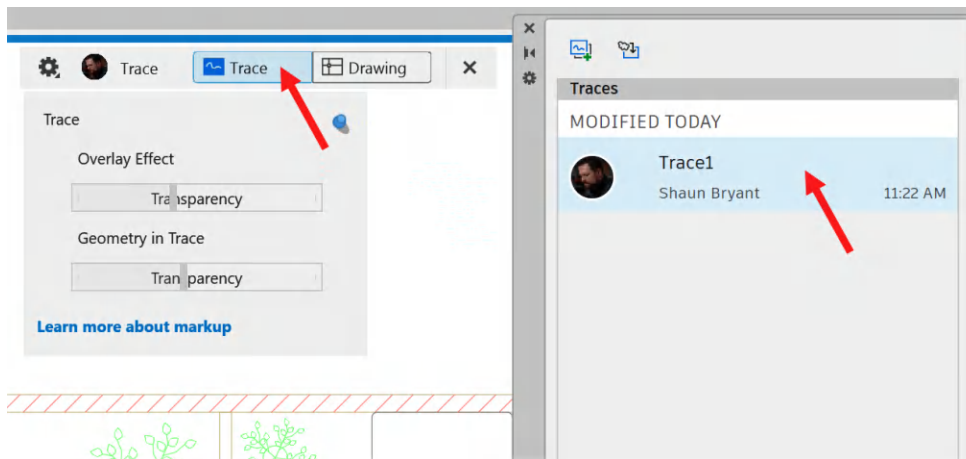 Trace
Trace
Drawing
Trace
Overlay Effect
Transparency
Geometry in Trace
Transparency
Learn more about markup
Traces
MODIFIED TODAY
Trace1
Shaun Bryant 11:22 AM